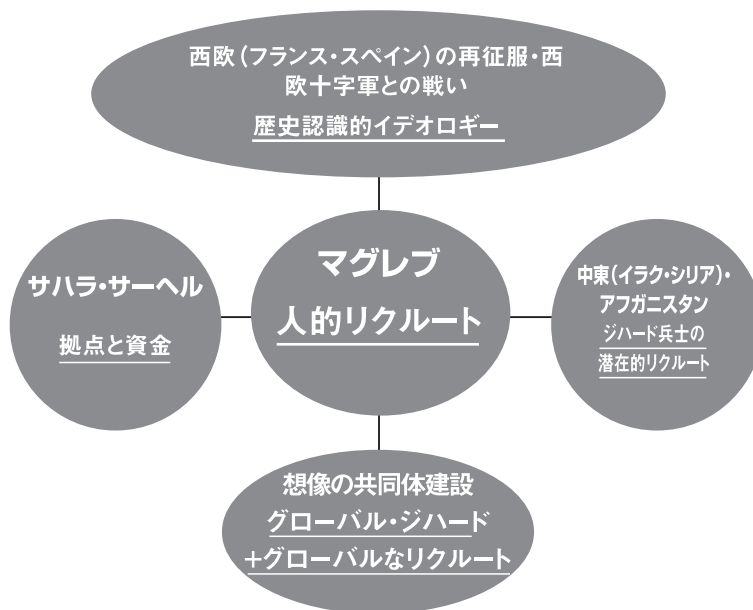 西欧(フランス・スペイン)の再征服・西
欧十字軍との戦い
歴史認識的イデオロギー
サハラ・サーヘル
拠点と資金
マグレブ
人的リクルート
中東(イラク・シリア)・
アフガニスタン
ジハード兵士の
潜在的リクルート
想像の共同体建設
グローバル・ジハード
+グローバルなリクルート